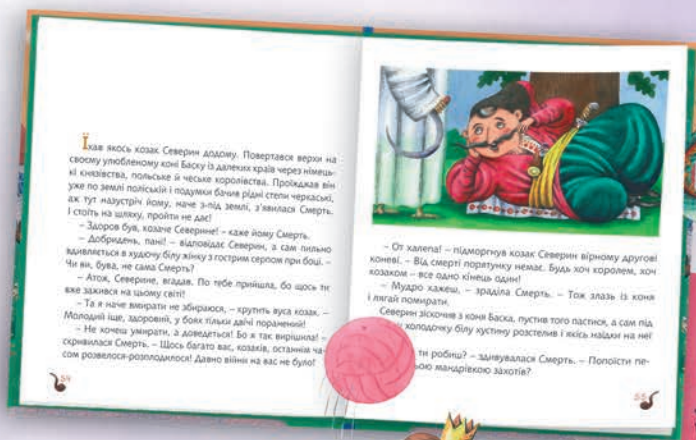 Їхав якось козак Северин додому. Повертався верхи на
своєму улюбленому коні Баску із далеких країв через німець-
кі князівства, польське й чеське королівства. Проїжджав він
уже по землі поліській і подумки бачив рідні степи черкаські,
аж тут назустріч йому, наче з-під землі, з'явилася Смерть.
І стоїть на шляху, пройти не дає!
– Здоров був, козаче Северине! – каже йому Смерть.
– Добридень, пані! – відповідає Северин, а сам пильно
вдивляється в худючу білу жінку з гострим серпом при боці. –
Чи ви, бува, не сама Смерть?
– Атож, Северине, вгадав. По тебе прийшла, бо щось ти
вже зажився на цьому світі!
– Та я наче вмирати не збираюся, – крутить вуса козак. –
Молодий іще, здоровий, у боях тільки двічі поранений!
– Не хочеш умирати, а доведеться! Бо я так вирішила! –
скривилася Смерть. – Щось багато вас, козаків, останнім ча-
сом розвелося-розплодилося! Давно війни на вас не було!
54
– От халепа! – підморгнув козак Северин вірному другові
коневі. – Від смерті порятунку немає. Будь хоч королем, хоч
козаком – все одно кінець один!
– Мудро кажеш, – зраділа Смерть. – Тож злазь із коня
і лягай помирати.
Северин зіскочив з коня Баска, пустив того пастися, а сам під
у холодочку білу хустину розстелив і якісь наїдки на неї
ти робиш? – здивувалася Смерть. – Попоїсти пе-
ьою мандрівкою захотів?
55